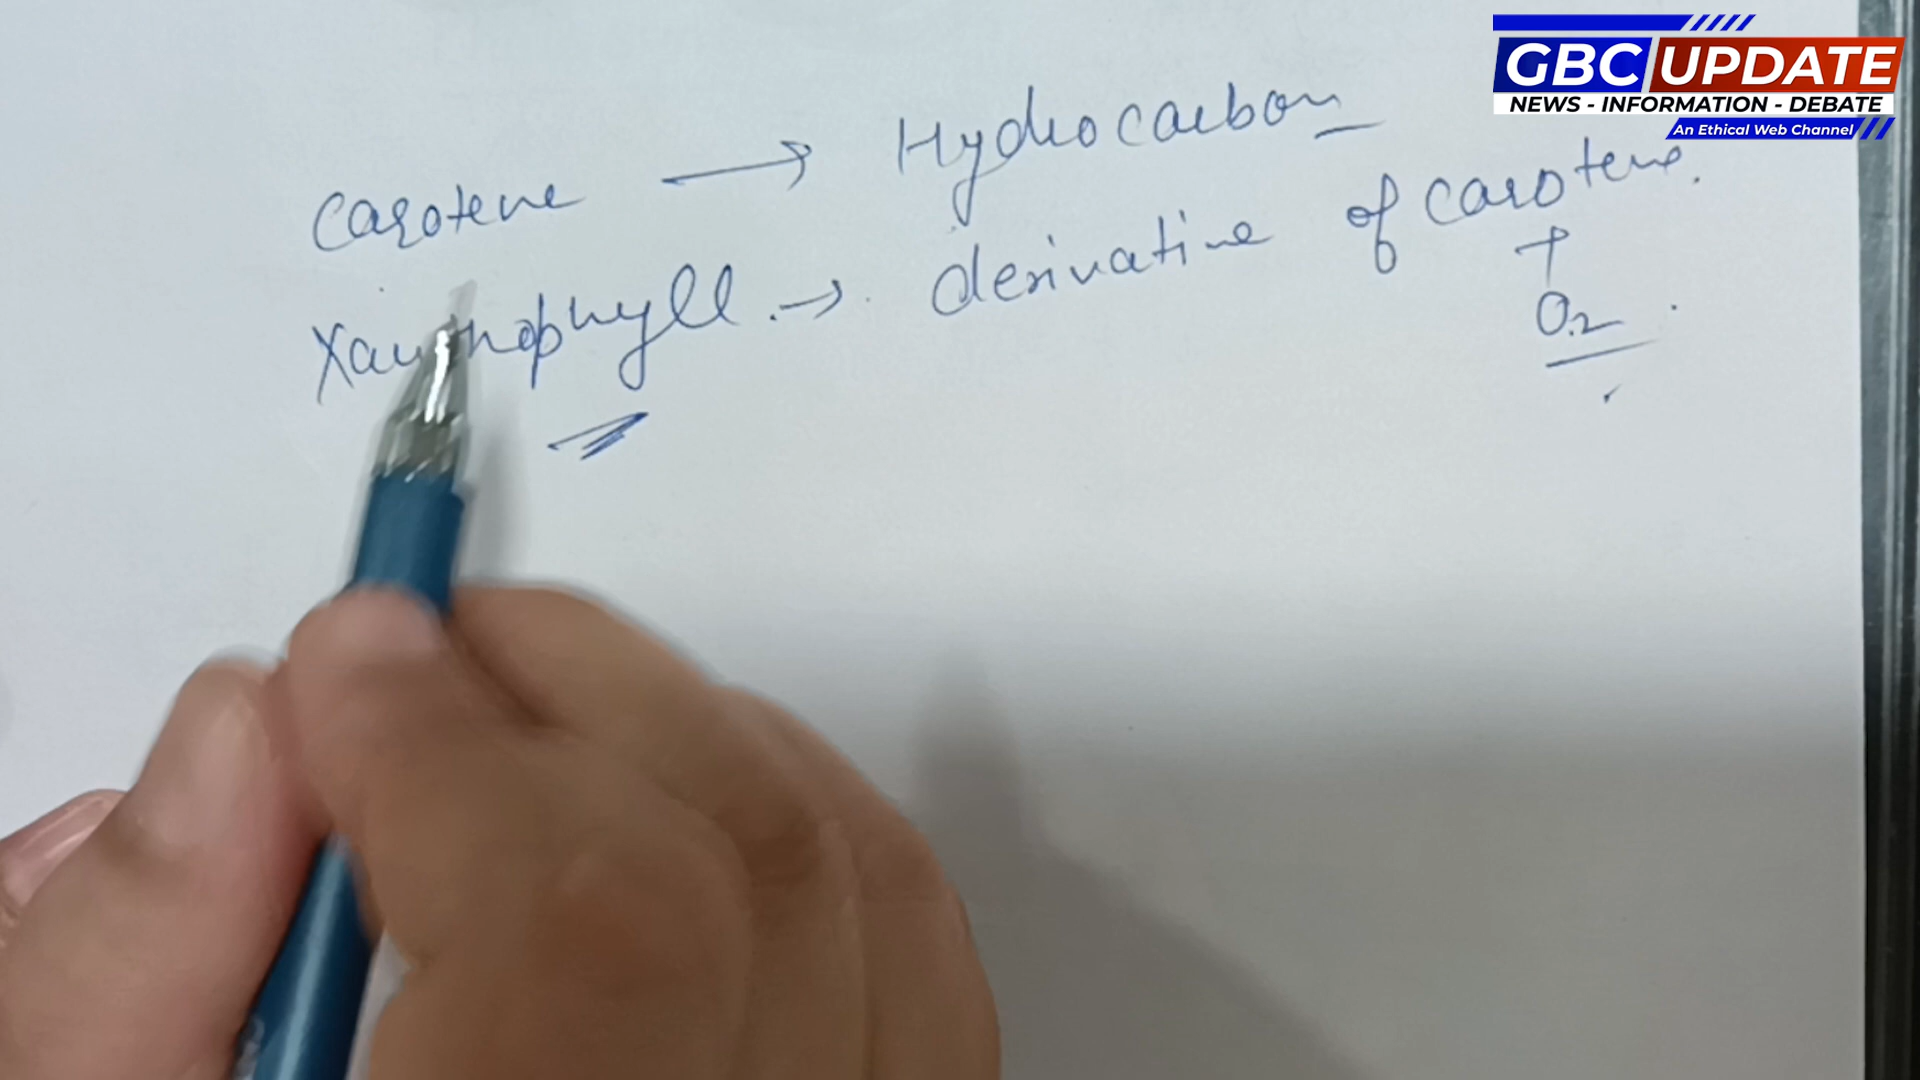 GBC UPDATE
NEWS - INFORMATION - DEBATE
An Ethical Web Channel
Carotene → Hydrocarbon
Xanthophyll. → derivative of carotene.
+
O2